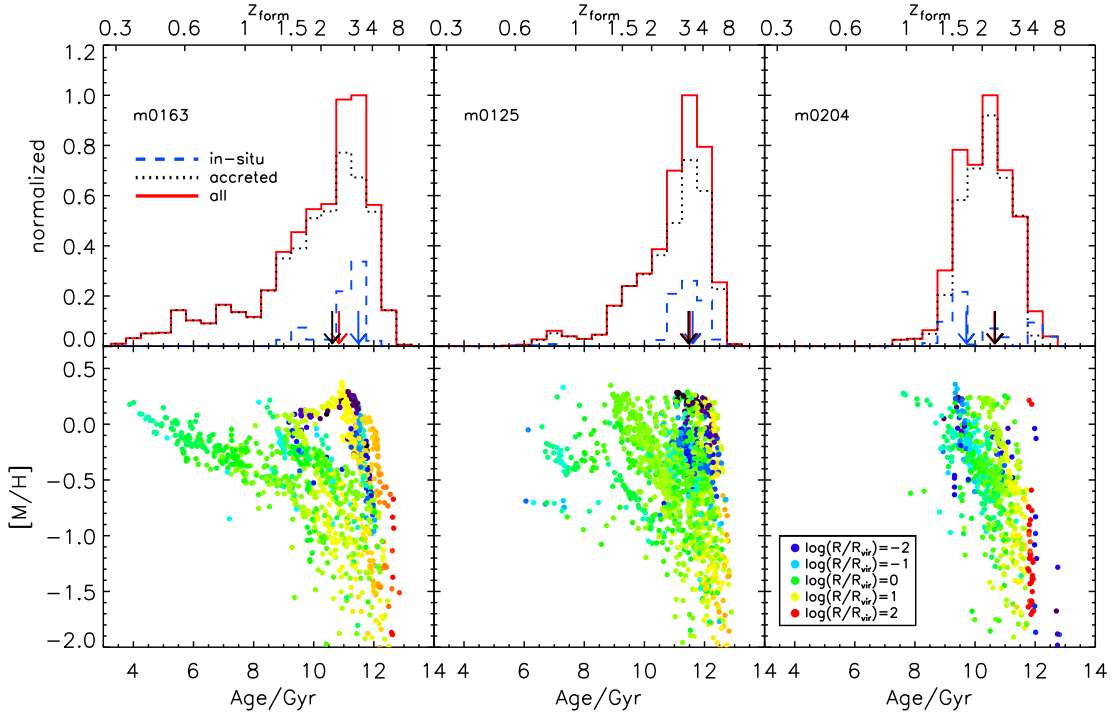 z_form z_form z_form
0.3 0.6 1 1.5 2 3 4 8 0.3 0.6 1 1.5 2 3 4 8 0.3 0.6 1 1.5 2 3 4 8
1.2
1.0
0.8
0.6
0.4
0.2
0.0
normalized
m0163
in-situ
accreted
all
m0125
m0204
0.5
0.0
−0.5
−1.0
−1.5
−2.0
[M/H]
log(R/R_vir)=−2
log(R/R_vir)=−1
log(R/R_vir)=0
log(R/R_vir)=1
log(R/R_vir)=2
4 6 8 10 12 14 4 6 8 10 12 14 4 6 8 10 12 14
Age/Gyr Age/Gyr Age/Gyr